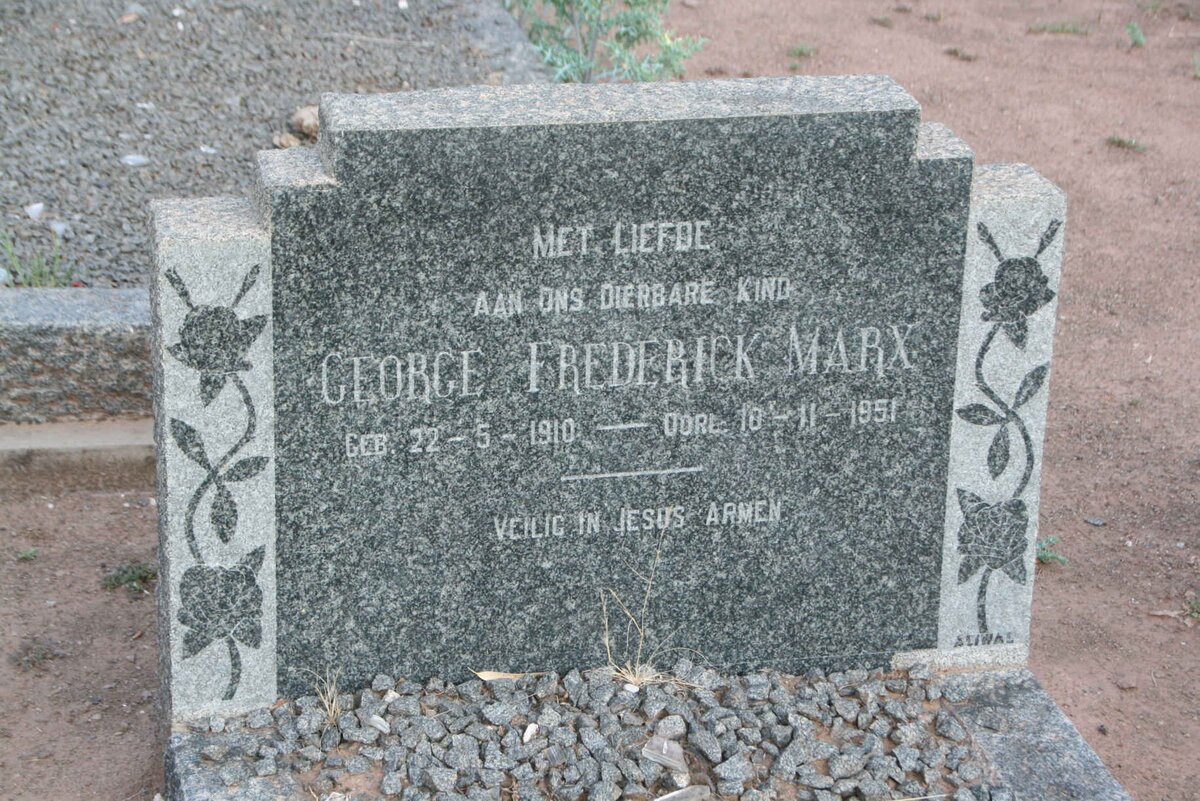 MET LIEFDE
AAN ONS DIERBARE KIND
GEORGE FREDERICK MARX
GEB. 22-5-1910 — OORL. 18-11-1951
VEILIG IN JESUS ARMEN
ALIWAL